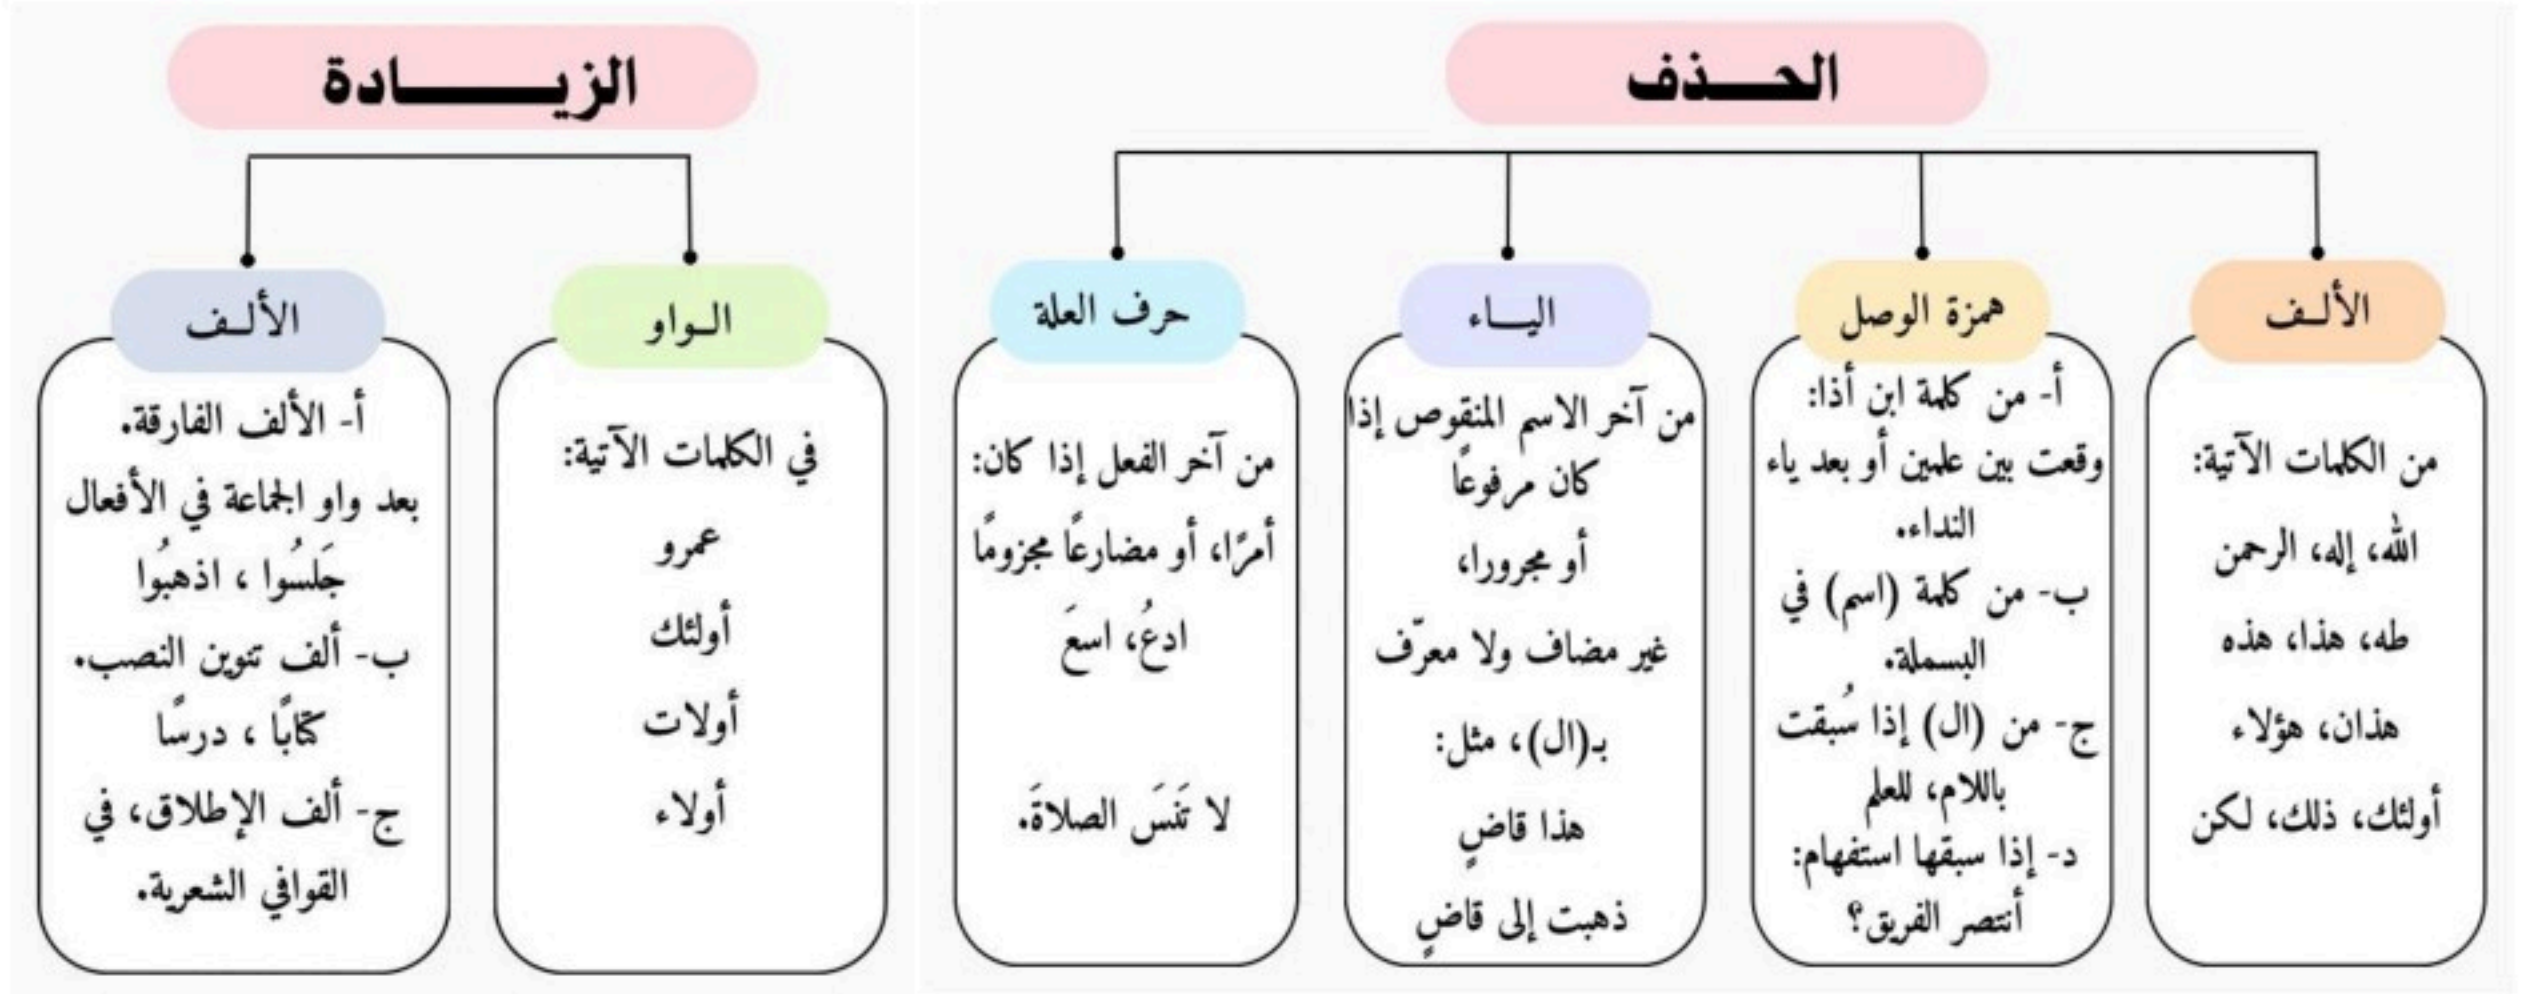 الحـــذف
الألـف
من الكلمات الآتية:
الله، إله، الرحمن
طه، هذا، هذه
هذان، هؤلاء
أولئك، ذلك، لكن
همزة الوصل
أ- من كلمة ابن أذا:
وقعت بين علمين أو بعد ياء
النداء.
ب- من كلمة (اسم) في
البسملة.
ج- من (ال) إذا سُبقت
باللام، للعلم
د- إذا سبقها استفهام:
أنتصر الفريق؟
اليـــاء
من آخر الاسم المنقوص إذا
كان مرفوعًا
أو مجرورا،
غير مضاف ولا معرّف
بـ(ال)، مثل:
هذا قاضٍ
ذهبت إلى قاضٍ
حرف العلة
من آخر الفعل إذا كان:
أمرًا، أو مضارعًا مجزومًا
ادعُ، اسعَ
لا تَنسَ الصلاةَ.
الزيـــــادة
الـواو
في الكلمات الآتية:
عمرو
أولئك
أولات
أولاء
الألـف
أ- الألف الفارقة.
بعد واو الجماعة في الأفعال
جَلسُوا ، اذهبُوا
ب- ألف تنوين النصب.
كتابًا ، درسًا
ج- ألف الإطلاق، في
القوافي الشعرية.